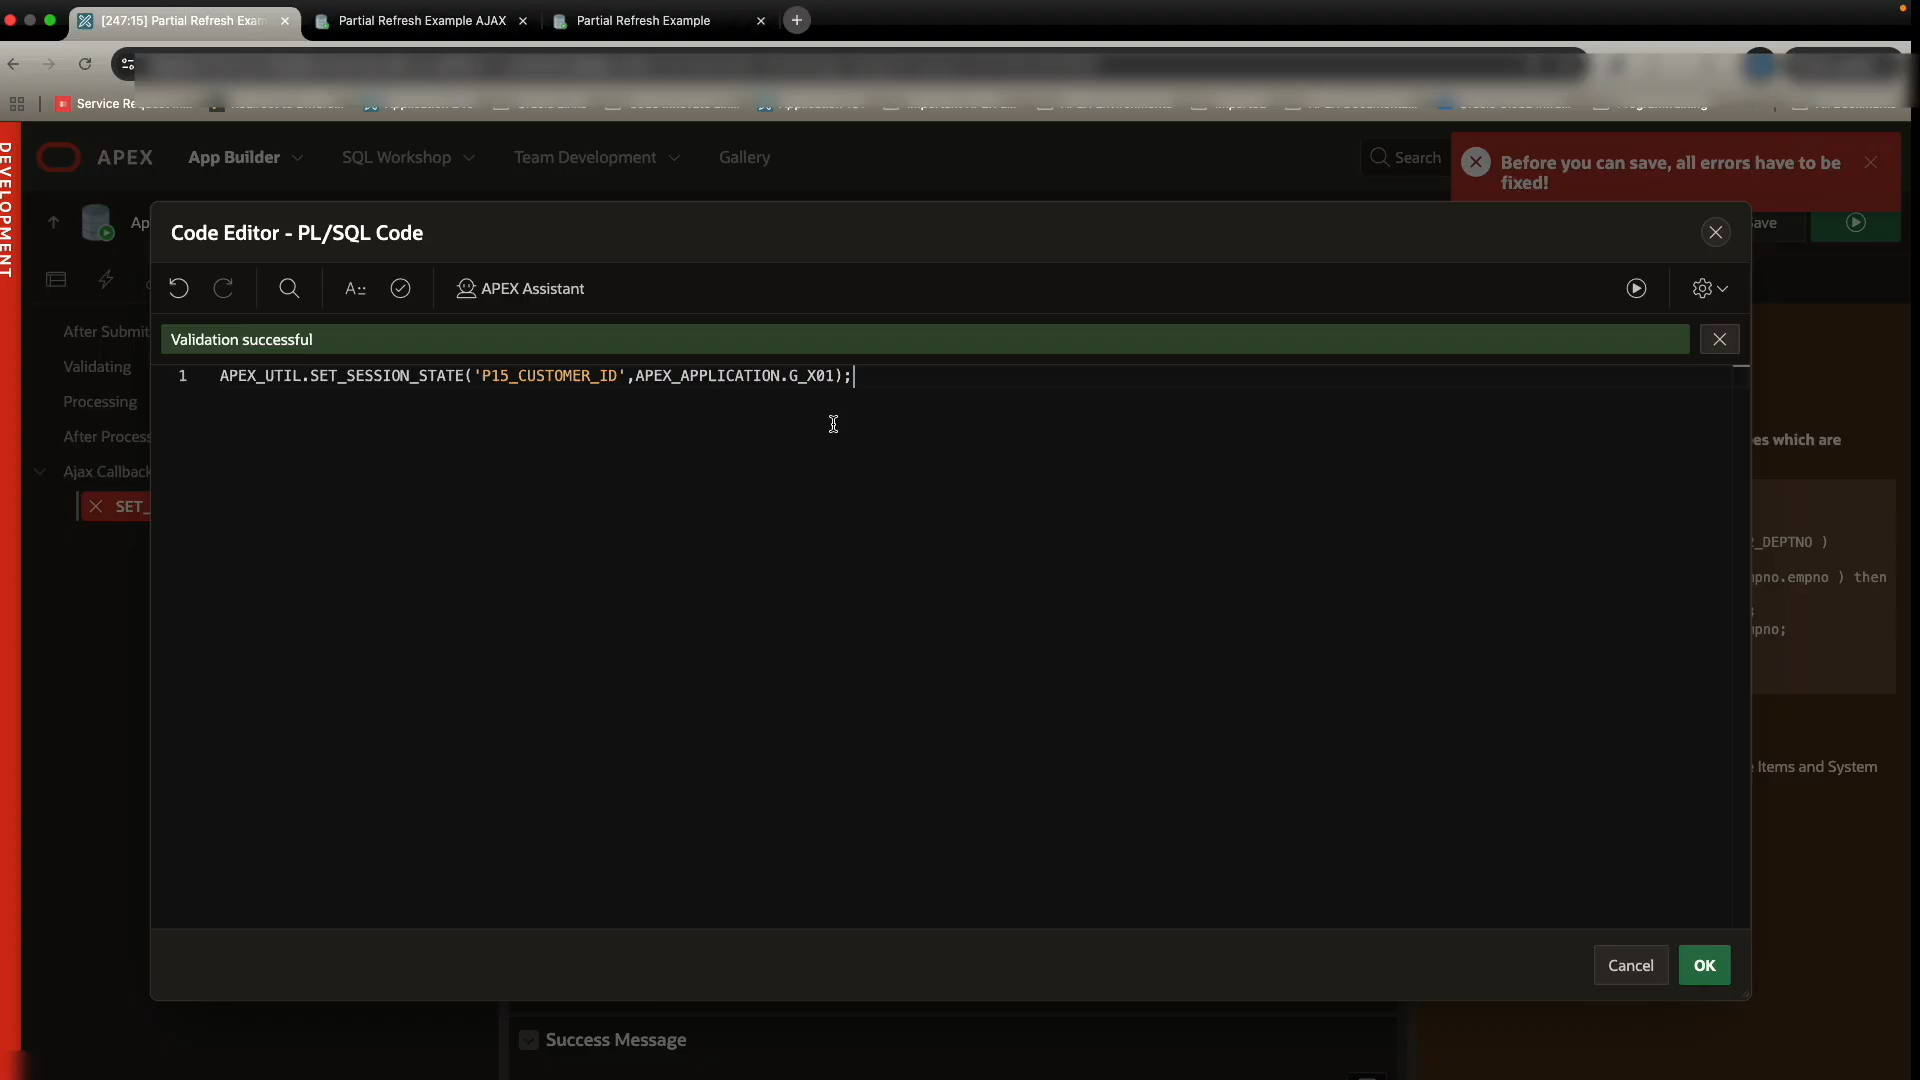 [247:15] Partial Refresh Exam
Partial Refresh Example AJAX
Partial Refresh Example
Service Re
DEVELOPMENT
APEX
App Builder
SQL Workshop
Team Development
Gallery
Search
Before you can save, all errors have to be
fixed!
Ap
ave
Code Editor - PL/SQL Code
APEX Assistant
Validation successful
1 APEX_UTIL.SET_SESSION_STATE('P15_CUSTOMER_ID',APEX_APPLICATION.G_X01);
After Submit
Validating
Processing
After Process
Ajax Callback
SET_
es which are
_DEPTNO )
pno.empno ) then
pno;
Items and System
Cancel
OK
Success Message